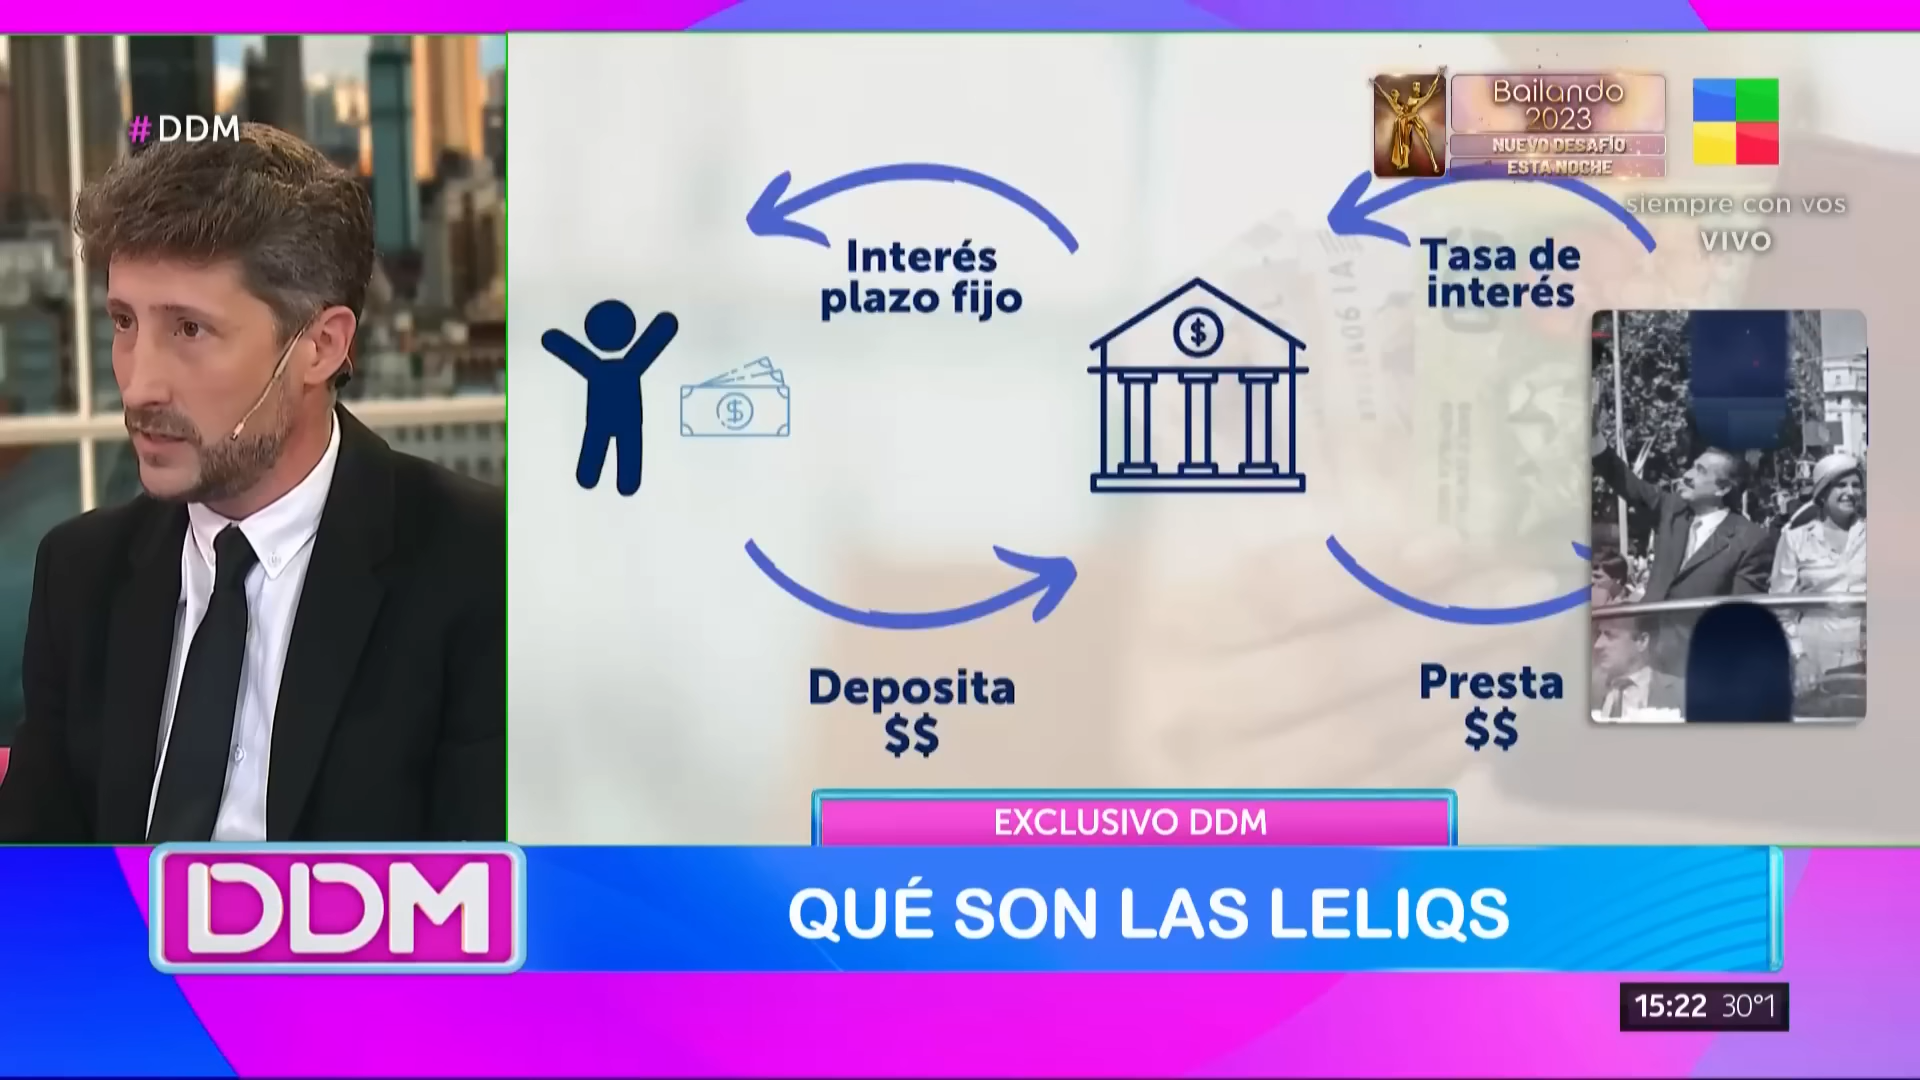 #DDM
Bailando
2023
NUEVO DESAFÍO
ESTA NOCHE
siempre con vos
VIVO
Interés
plazo fijo
Tasa de
interés
$
$
Deposita
$$
Presta
$$
EXCLUSIVO DDM
DDM
QUÉ SON LAS LELIQS
15:22 30°1